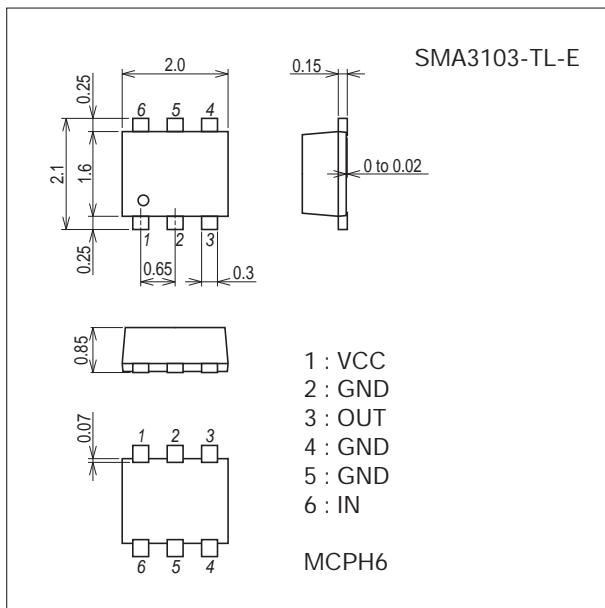 SMA3103-TL-E
2.0
0.15
0.25
6 5 4
2.1
1.6
0 to 0.02
0.25
1 2 3
0.65
0.3
0.85
1 : VCC
2 : GND
3 : OUT
4 : GND
5 : GND
6 : IN
0.07
1 2 3
6 5 4
MCPH6